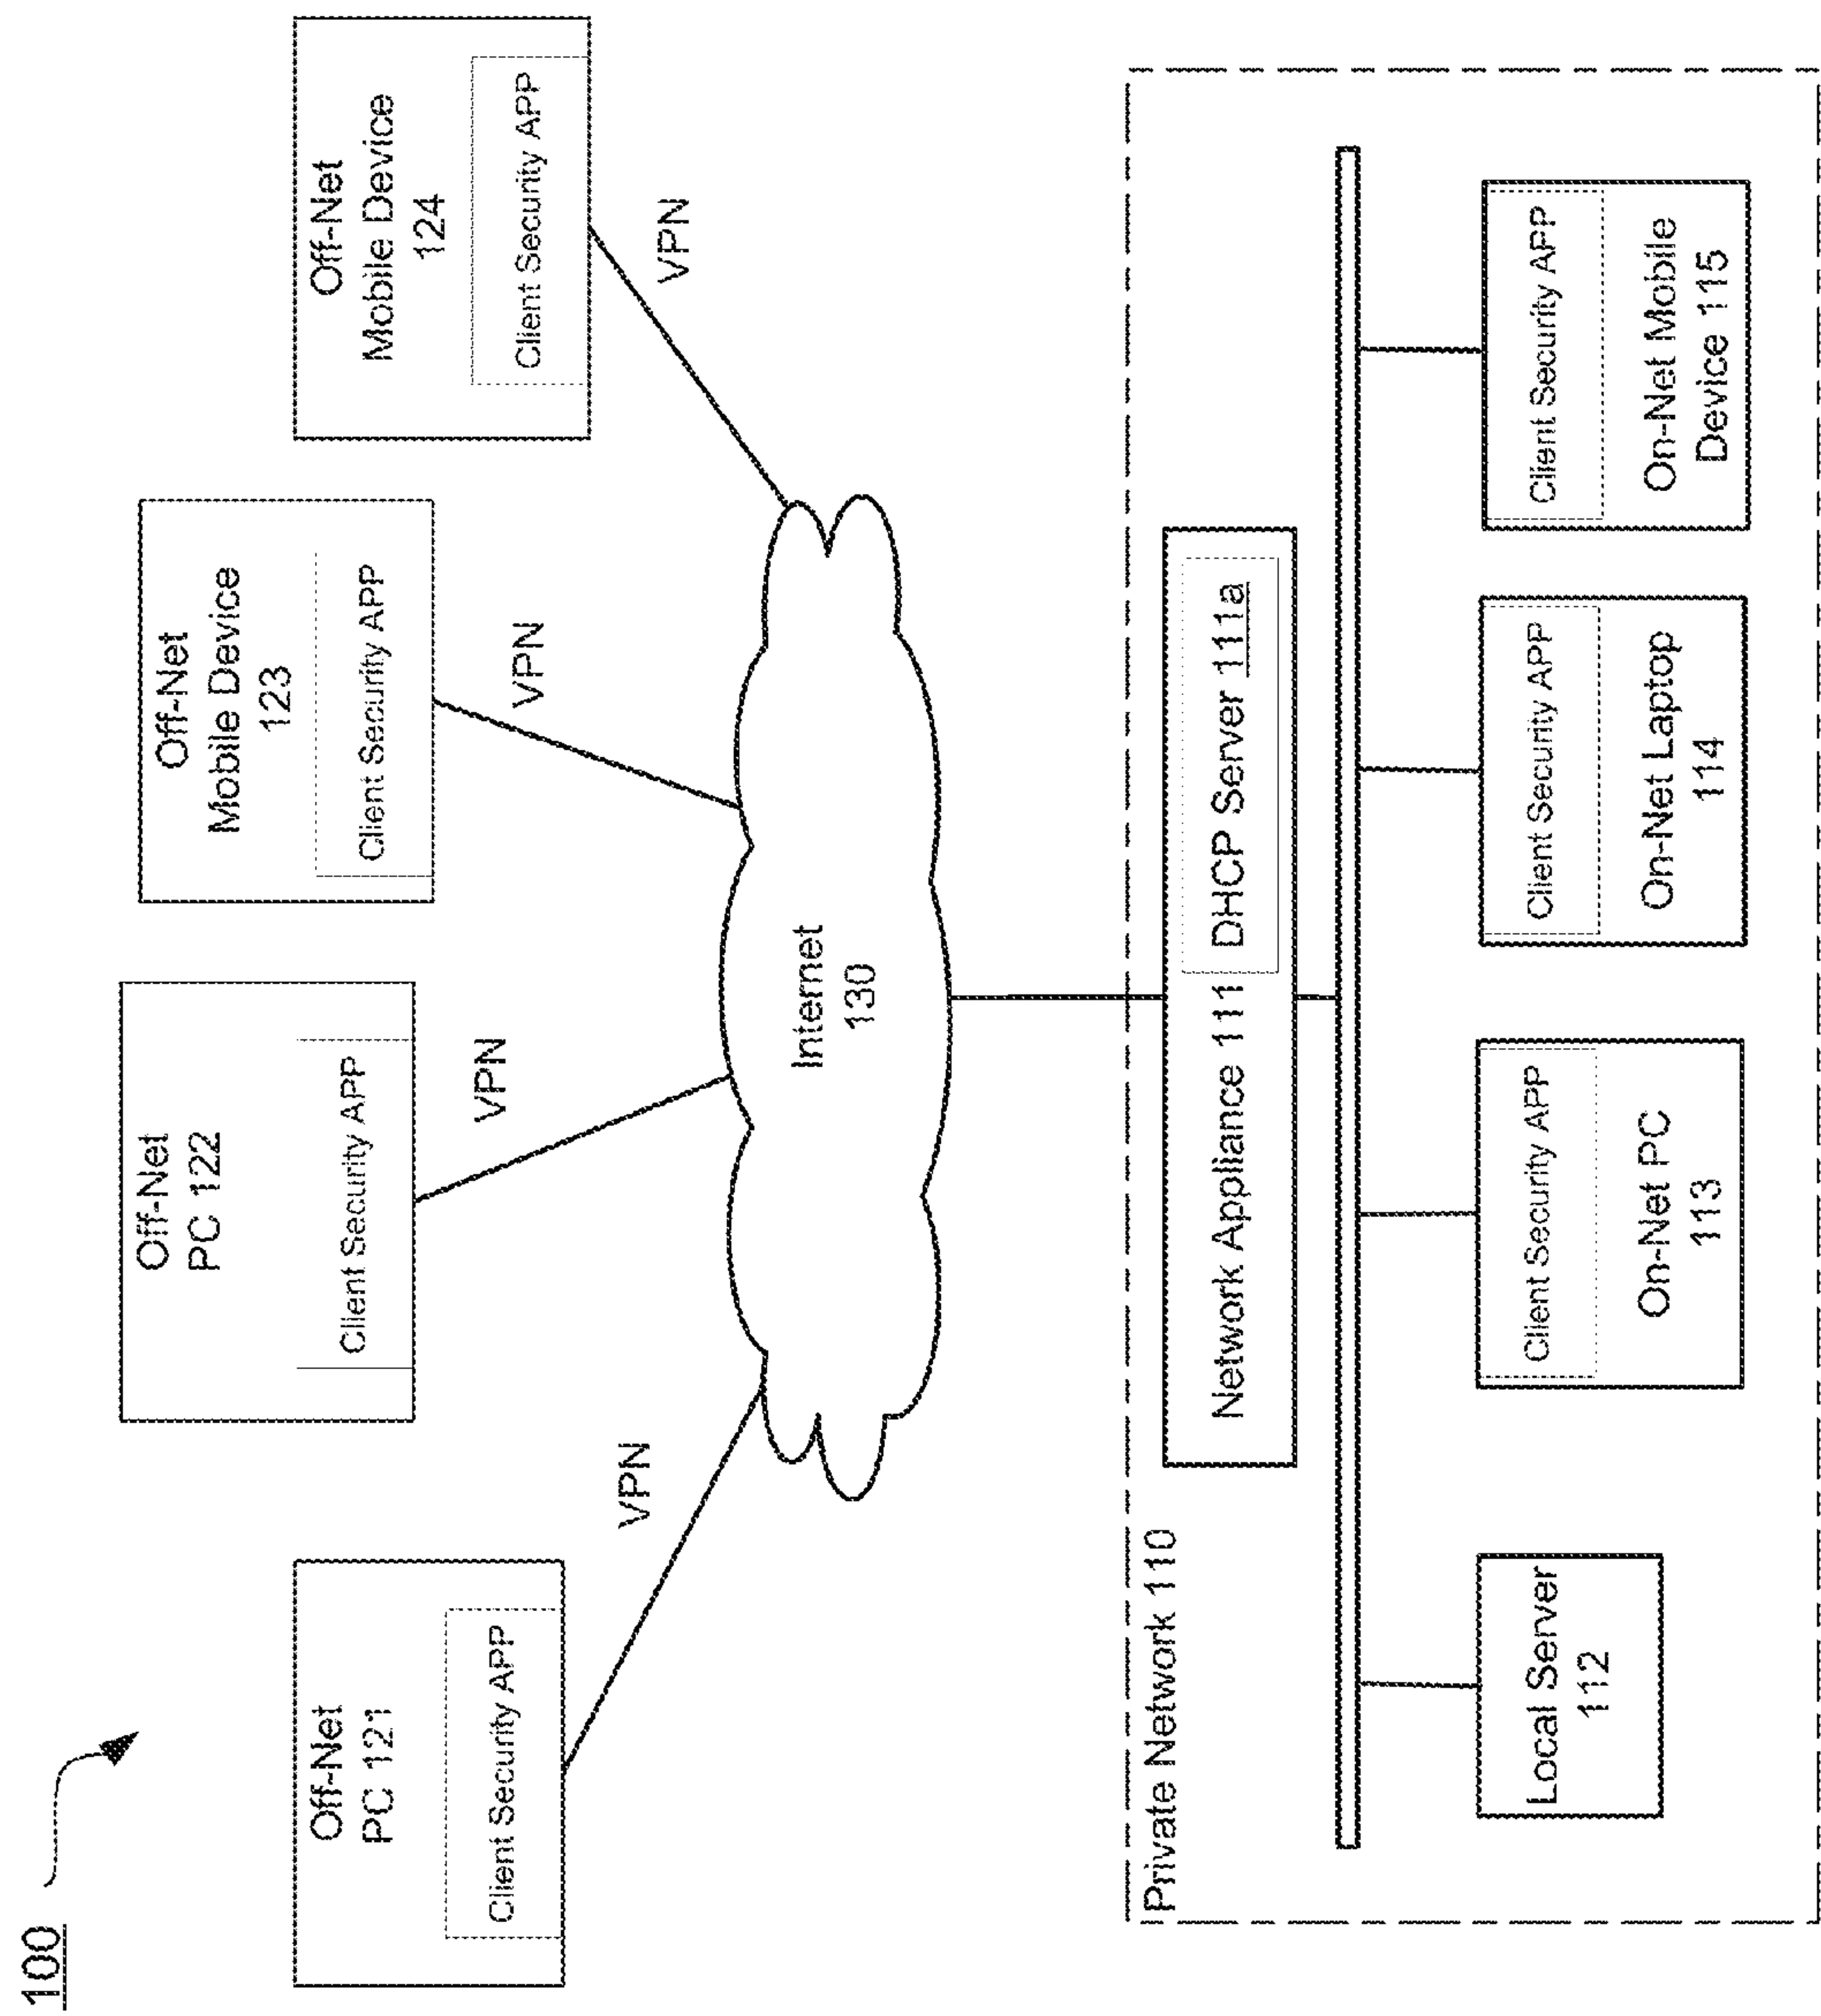 100
Off-Net
PC 121
Client Security APP
Off-Net
PC 122
Client Security APP
Off-Net
Mobile Device
123
Client Security APP
Off-Net
Mobile Device
124
Client Security APP
VPN
VPN
VPN
VPN
Internet
130
Private Network 110
Network Appliance 111
DHCP Server 111a
Local Server
112
Client Security APP
On-Net PC
113
Client Security APP
On-Net Laptop
114
Client Security APP
On-Net Mobile
Device 115